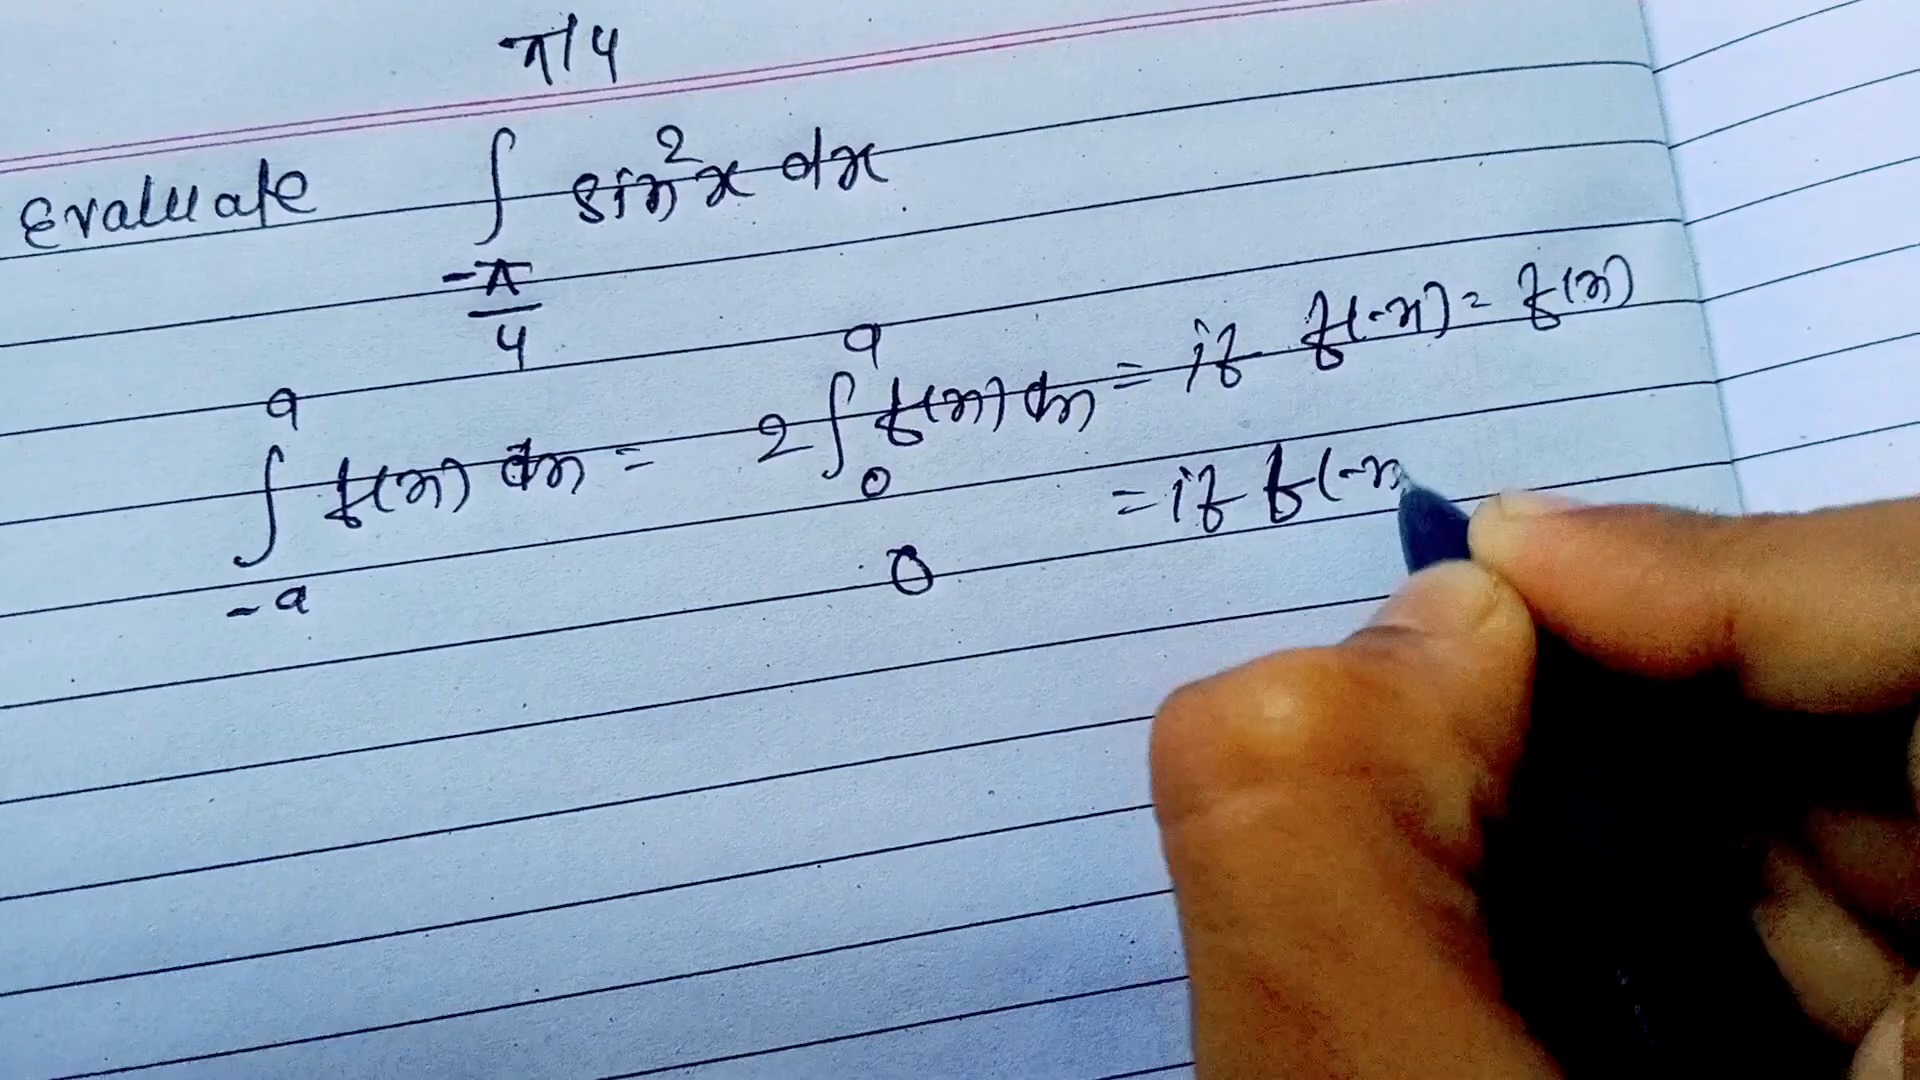 π/4
Evaluate ∫ sin²x dx
-π/4
a a
∫ f(x) dx = 2∫ f(x) dx = if f(-x) = f(x)
-a 0
0 = if f(-x